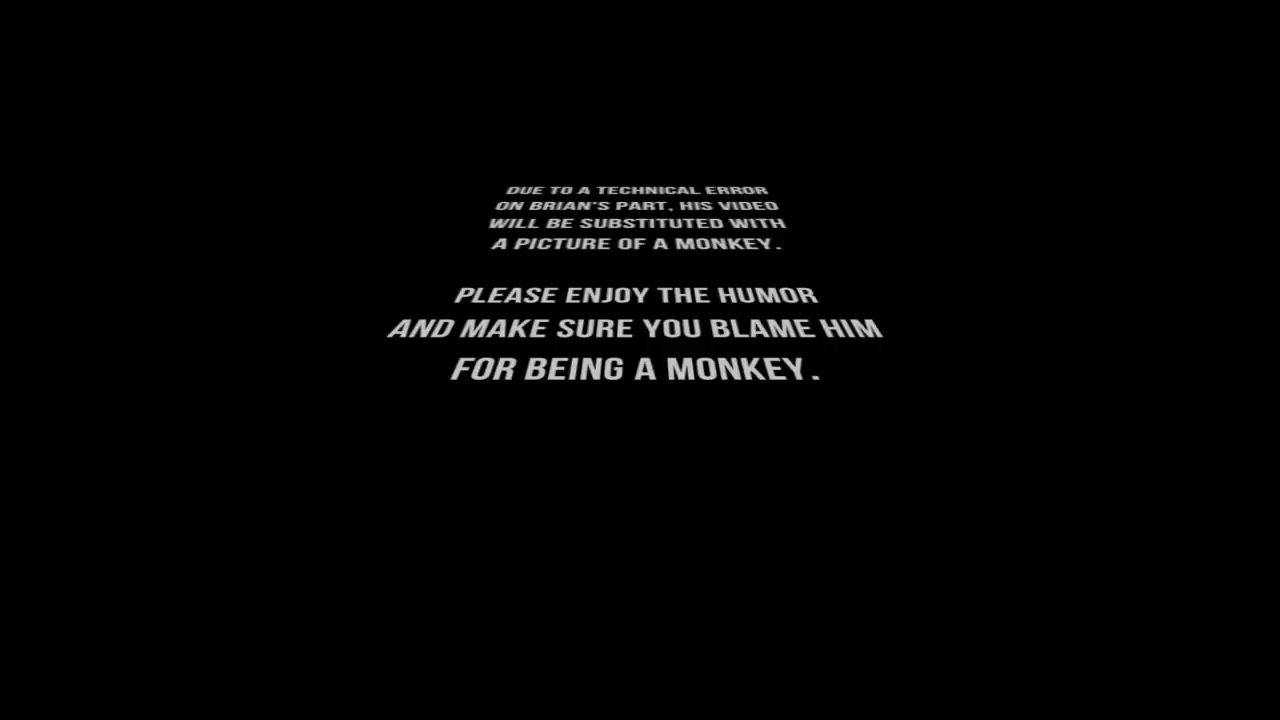 DUE TO A TECHNICAL ERROR
ON BRIAN'S PART, HIS VIDEO
WILL BE SUBSTITUTED WITH
A PICTURE OF A MONKEY.
PLEASE ENJOY THE HUMOR
AND MAKE SURE YOU BLAME HIM
FOR BEING A MONKEY.